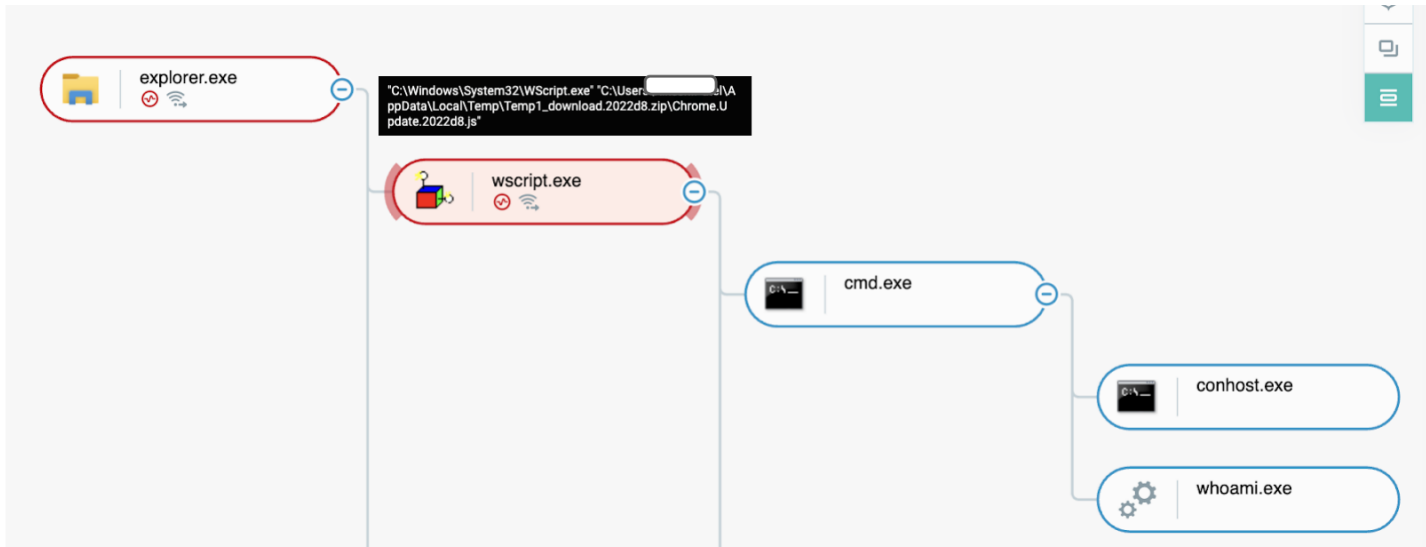 explorer.exe
"C:\Windows\System32\WScript.exe" "C:\Users
el\A
ppData\Local\Temp\Temp1_download.2022d8.zip\Chrome.U
pdate.2022d8.js"
wscript.exe
cmd.exe
conhost.exe
whoami.exe